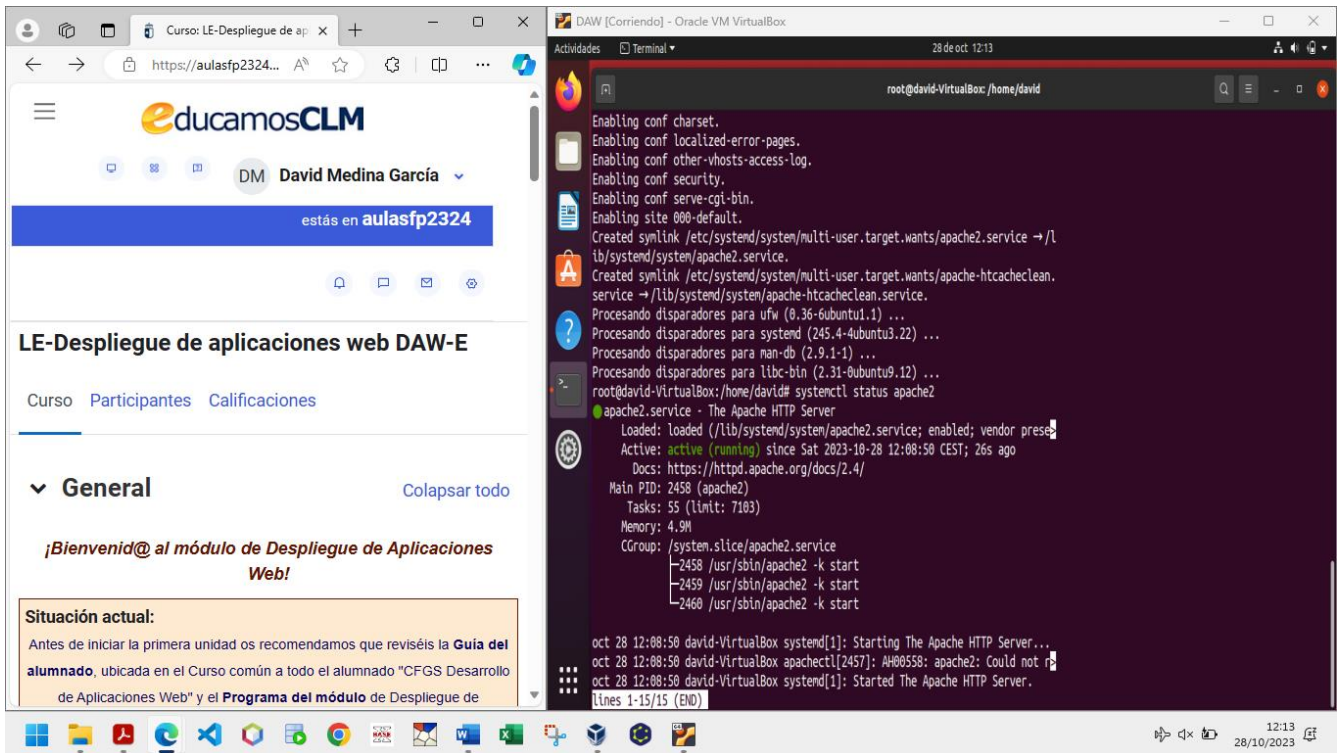 Curso: LE-Despliegue de ap
https://aulasfp2324...
educamosCLM
DM David Medina García
estás en aulasfp2324
LE-Despliegue de aplicaciones web DAW-E
Curso Participantes Calificaciones
General Colapsar todo
¡Bienvenid@ al módulo de Despliegue de Aplicaciones
Web!
Situación actual:
Antes de iniciar la primera unidad os recomendamos que reviséis la Guía del
alumnado, ubicada en el Curso común a todo el alumnado "CFGS Desarrollo
de Aplicaciones Web" y el Programa del módulo de Despliegue de
DAW [Corriendo] - Oracle VM VirtualBox
Actividades Terminal 28 de oct 12:13
root@david-VirtualBox: /home/david
Enabling conf charset.
Enabling conf localized-error-pages.
Enabling conf other-vhosts-access-log.
Enabling conf security.
Enabling conf serve-cgi-bin.
Enabling site 000-default.
Created symlink /etc/systemd/system/multi-user.target.wants/apache2.service → /l
ib/systemd/system/apache2.service.
Created symlink /etc/systemd/system/multi-user.target.wants/apache-htcacheclean.
service → /lib/systemd/system/apache-htcacheclean.service.
Procesando disparadores para ufw (0.36-6ubuntu1.1) ...
Procesando disparadores para systemd (245.4-4ubuntu3.22) ...
Procesando disparadores para man-db (2.9.1-1) ...
Procesando disparadores para libc-bin (2.31-0ubuntu9.12) ...
root@david-VirtualBox:/home/david# systemctl status apache2
● apache2.service - The Apache HTTP Server
Loaded: loaded (/lib/systemd/system/apache2.service; enabled; vendor prese>
Active: active (running) since Sat 2023-10-28 12:08:50 CEST; 26s ago
Docs: https://httpd.apache.org/docs/2.4/
Main PID: 2458 (apache2)
Tasks: 55 (limit: 7103)
Memory: 4.9M
CGroup: /system.slice/apache2.service
├─2458 /usr/sbin/apache2 -k start
├─2459 /usr/sbin/apache2 -k start
└─2460 /usr/sbin/apache2 -k start
oct 28 12:08:50 david-VirtualBox systemd[1]: Starting The Apache HTTP Server...
oct 28 12:08:50 david-VirtualBox apachectl[2457]: AH00558: apache2: Could not r>
oct 28 12:08:50 david-VirtualBox systemd[1]: Started The Apache HTTP Server.
lines 1-15/15 (END)
12:13
28/10/2023